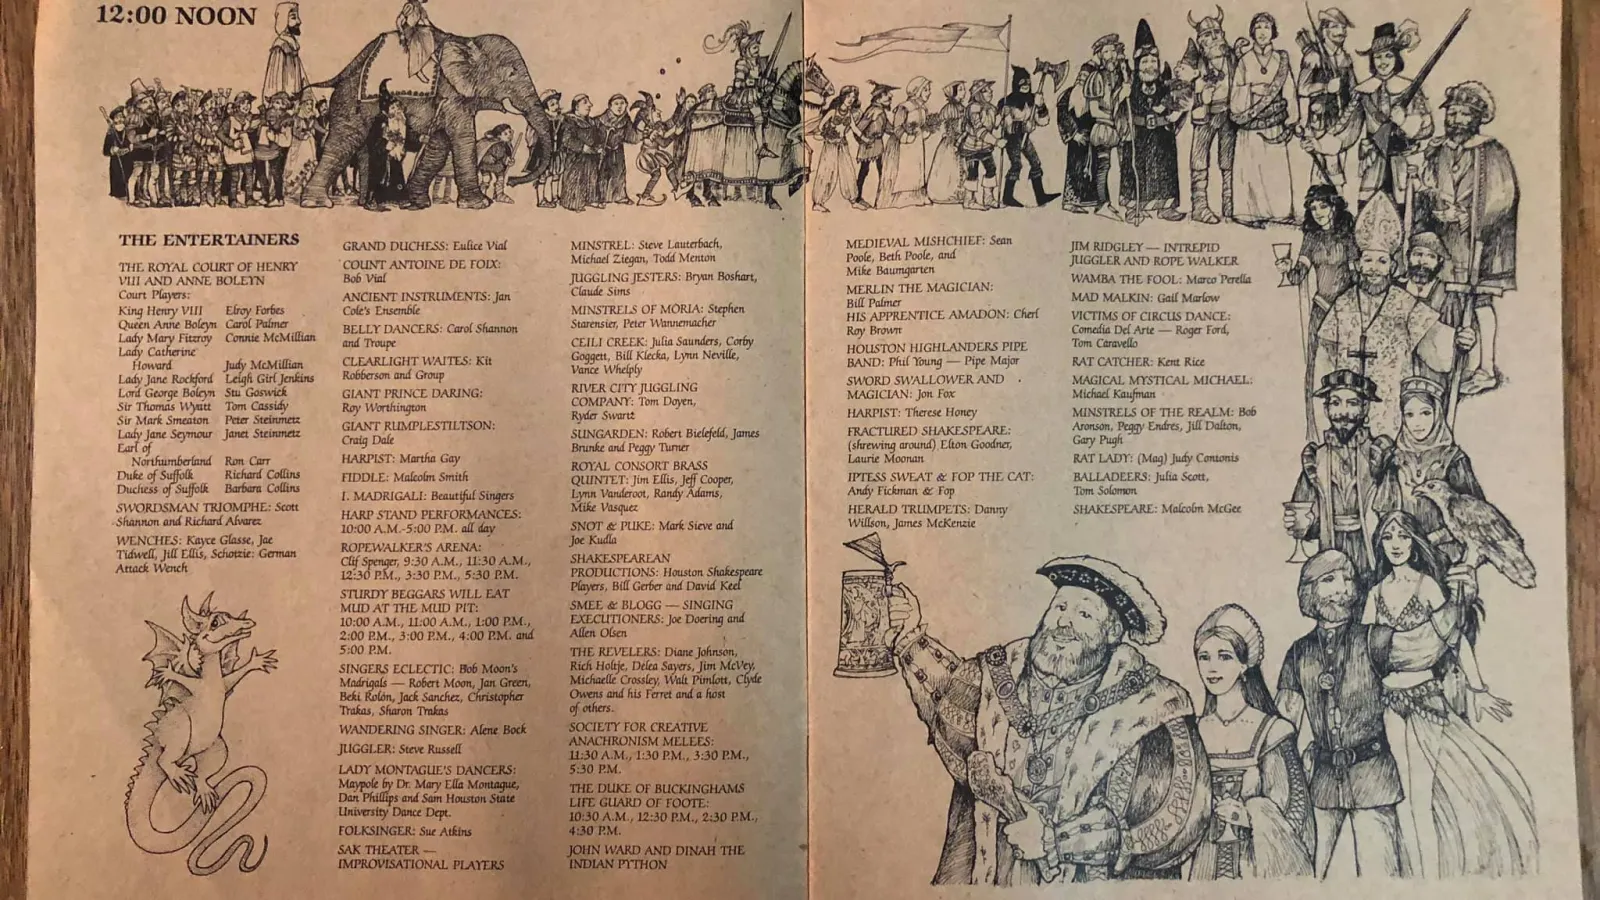 12:00 NOON
THE ENTERTAINERS
THE ROYAL COURT OF HENRY
VIII AND ANNE BOLEYN
Court Players:
King Henry VIII Elroy Forbes
Queen Anne Boleyn Carol Palmer
Lady Mary Fitzroy Connie McMillian
Lady Catherine
Howard Judy McMillian
Lady Jane Rockford Leigh Girl Jenkins
Lord George Boleyn Stu Goswick
Sir Thomas Wyatt Tom Cassidy
Sir Mark Smeaton Peter Steinmetz
Lady Jane Seymour Janet Steinmetz
Earl of
Northumberland Ron Carr
Duke of Suffolk Richard Collins
Duchess of Suffolk Barbara Collins
SWORDSMAN TRIOMPHE: Scott
Shannon and Richard Alvarez
WENCHES: Kayce Glasse, Jae
Tidwell, Jill Ellis, Schotzie: German
Attack Wench
GRAND DUCHESS: Eulice Vial
COUNT ANTOINE DE FOIX:
Bob Vial
ANCIENT INSTRUMENTS: Jan
Cole's Ensemble
BELLY DANCERS: Carol Shannon
and Troupe
CLEARLIGHT WAITES: Kit
Robberson and Group
GIANT PRINCE DARING:
Roy Worthington
GIANT RUMPLESTILTSON:
Craig Dale
HARPIST: Martha Gay
FIDDLE: Malcolm Smith
I. MADRIGALI: Beautiful Singers
HARP STAND PERFORMANCES:
10:00 A.M.-5:00 P.M. all day
ROPEWALKER'S ARENA:
Clif Spenger, 9:30 A.M., 11:30 A.M.,
12:30 P.M., 3:30 P.M., 5:30 P.M.
STURDY BEGGARS WILL EAT
MUD AT THE MUD PIT:
10:00 A.M., 11:00 A.M., 1:00 P.M.,
2:00 P.M., 3:00 P.M., 4:00 P.M. and
5:00 P.M.
SINGERS ECLECTIC: Bob Moon's
Madrigals — Robert Moon, Jan Green,
Beki Rolón, Jack Sanchez, Christopher
Trakas, Sharon Trakas
WANDERING SINGER: Alene Bock
JUGGLER: Steve Russell
LADY MONTAGUE'S DANCERS:
Maypole by Dr. Mary Ella Montague,
Dan Phillips and Sam Houston State
University Dance Dept.
FOLKSINGER: Sue Atkins
SAK THEATER —
IMPROVISATIONAL PLAYERS
MINSTREL: Steve Lauterbach,
Michael Ziegan, Todd Menton
JUGGLING JESTERS: Bryan Boshart,
Claude Sims
MINSTRELS OF MORIA: Stephen
Starensier, Peter Wannemacher
CEILI CREEK: Julia Saunders, Corby
Goggett, Bill Klecka, Lynn Neville,
Vance Whelply
RIVER CITY JUGGLING
COMPANY: Tom Doyen,
Ryder Swartz
SUNGARDEN: Robert Bielefeld, James
Brunke and Peggy Turner
ROYAL CONSORT BRASS
QUINTET: Jim Ellis, Jeff Cooper,
Lynn Vanderoot, Randy Adams,
Mike Vasquez
SNOT & PUKE: Mark Sieve and
Joe Kudla
SHAKESPEAREAN
PRODUCTIONS: Houston Shakespeare
Players, Bill Gerber and David Keel
SMEE & BLOGG — SINGING
EXECUTIONERS: Joe Doering and
Allen Olsen
THE REVELERS: Diane Johnson,
Rich Holtje, Delea Sayers, Jim McVey,
Michaelle Crossley, Walt Pimlott, Clyde
Owens and his Ferret and a host
of others.
SOCIETY FOR CREATIVE
ANACHRONISM MELEES:
11:30 A.M., 1:30 P.M., 3:30 P.M.,
5:30 P.M.
THE DUKE OF BUCKINGHAMS
LIFE GUARD OF FOOTE:
10:30 A.M., 12:30 P.M., 2:30 P.M.,
4:30 P.M.
JOHN WARD AND DINAH THE
INDIAN PYTHON
MEDIEVAL MISHCHIEF: Sean
Poole, Beth Poole, and
Mike Baumgarten
MERLIN THE MAGICIAN:
Bill Palmer
HIS APPRENTICE AMADON: Cherl
Roy Brown
HOUSTON HIGHLANDERS PIPE
BAND: Phil Young — Pipe Major
SWORD SWALLOWER AND
MAGICIAN: Jon Fox
HARPIST: Therese Honey
FRACTURED SHAKESPEARE:
(shrewing around) Elton Goodner,
Laurie Moonan
IPTESS SWEAT & FOP THE CAT:
Andy Fickman & Fop
HERALD TRUMPETS: Danny
Willson, James McKenzie
JIM RIDGLEY — INTREPID
JUGGLER AND ROPE WALKER
WAMBA THE FOOL: Marco Perella
MAD MALKIN: Gail Marlow
VICTIMS OF CIRCUS DANCE:
Comedia Del Arte — Roger Ford,
Tom Caravello
RAT CATCHER: Kent Rice
MAGICAL MYSTICAL MICHAEL:
Michael Kaufman
MINSTRELS OF THE REALM: Bob
Aronson, Peggy Endres, Jill Dalton,
Gary Pugh
RAT LADY: (Mag) Judy Contonis
BALLADEERS: Julia Scott,
Tom Solomon
SHAKESPEARE: Malcolm McGee